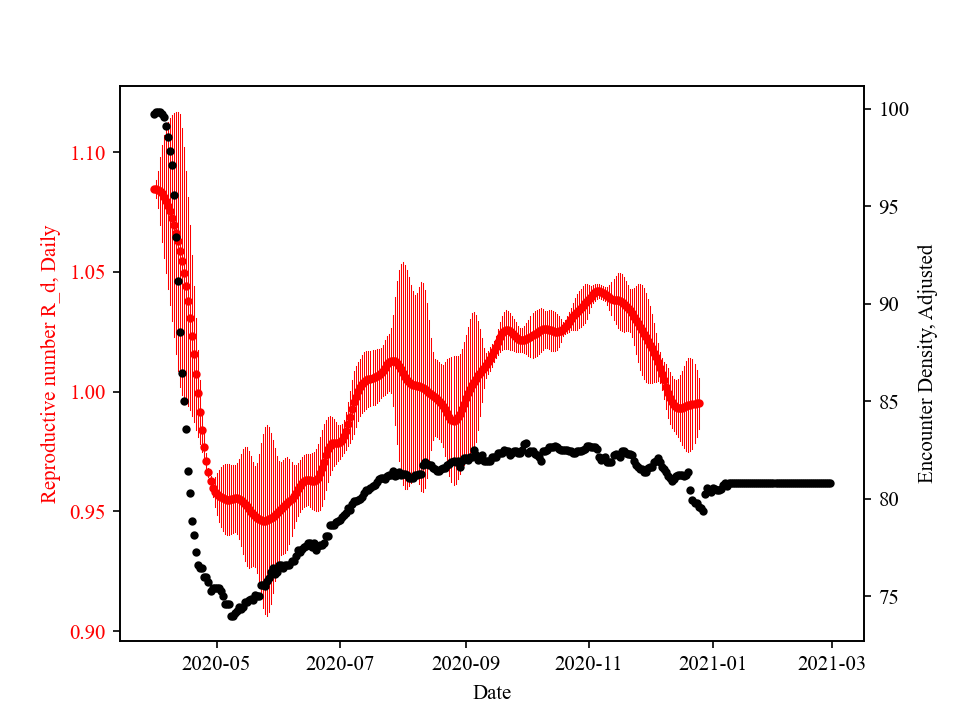 Reproductive number R_d, Daily
1.10
1.05
1.00
0.95
0.90
100
95
90
85
80
75
Encounter Density, Adjusted
2020-05 2020-07 2020-09 2020-11 2021-01 2021-03
Date